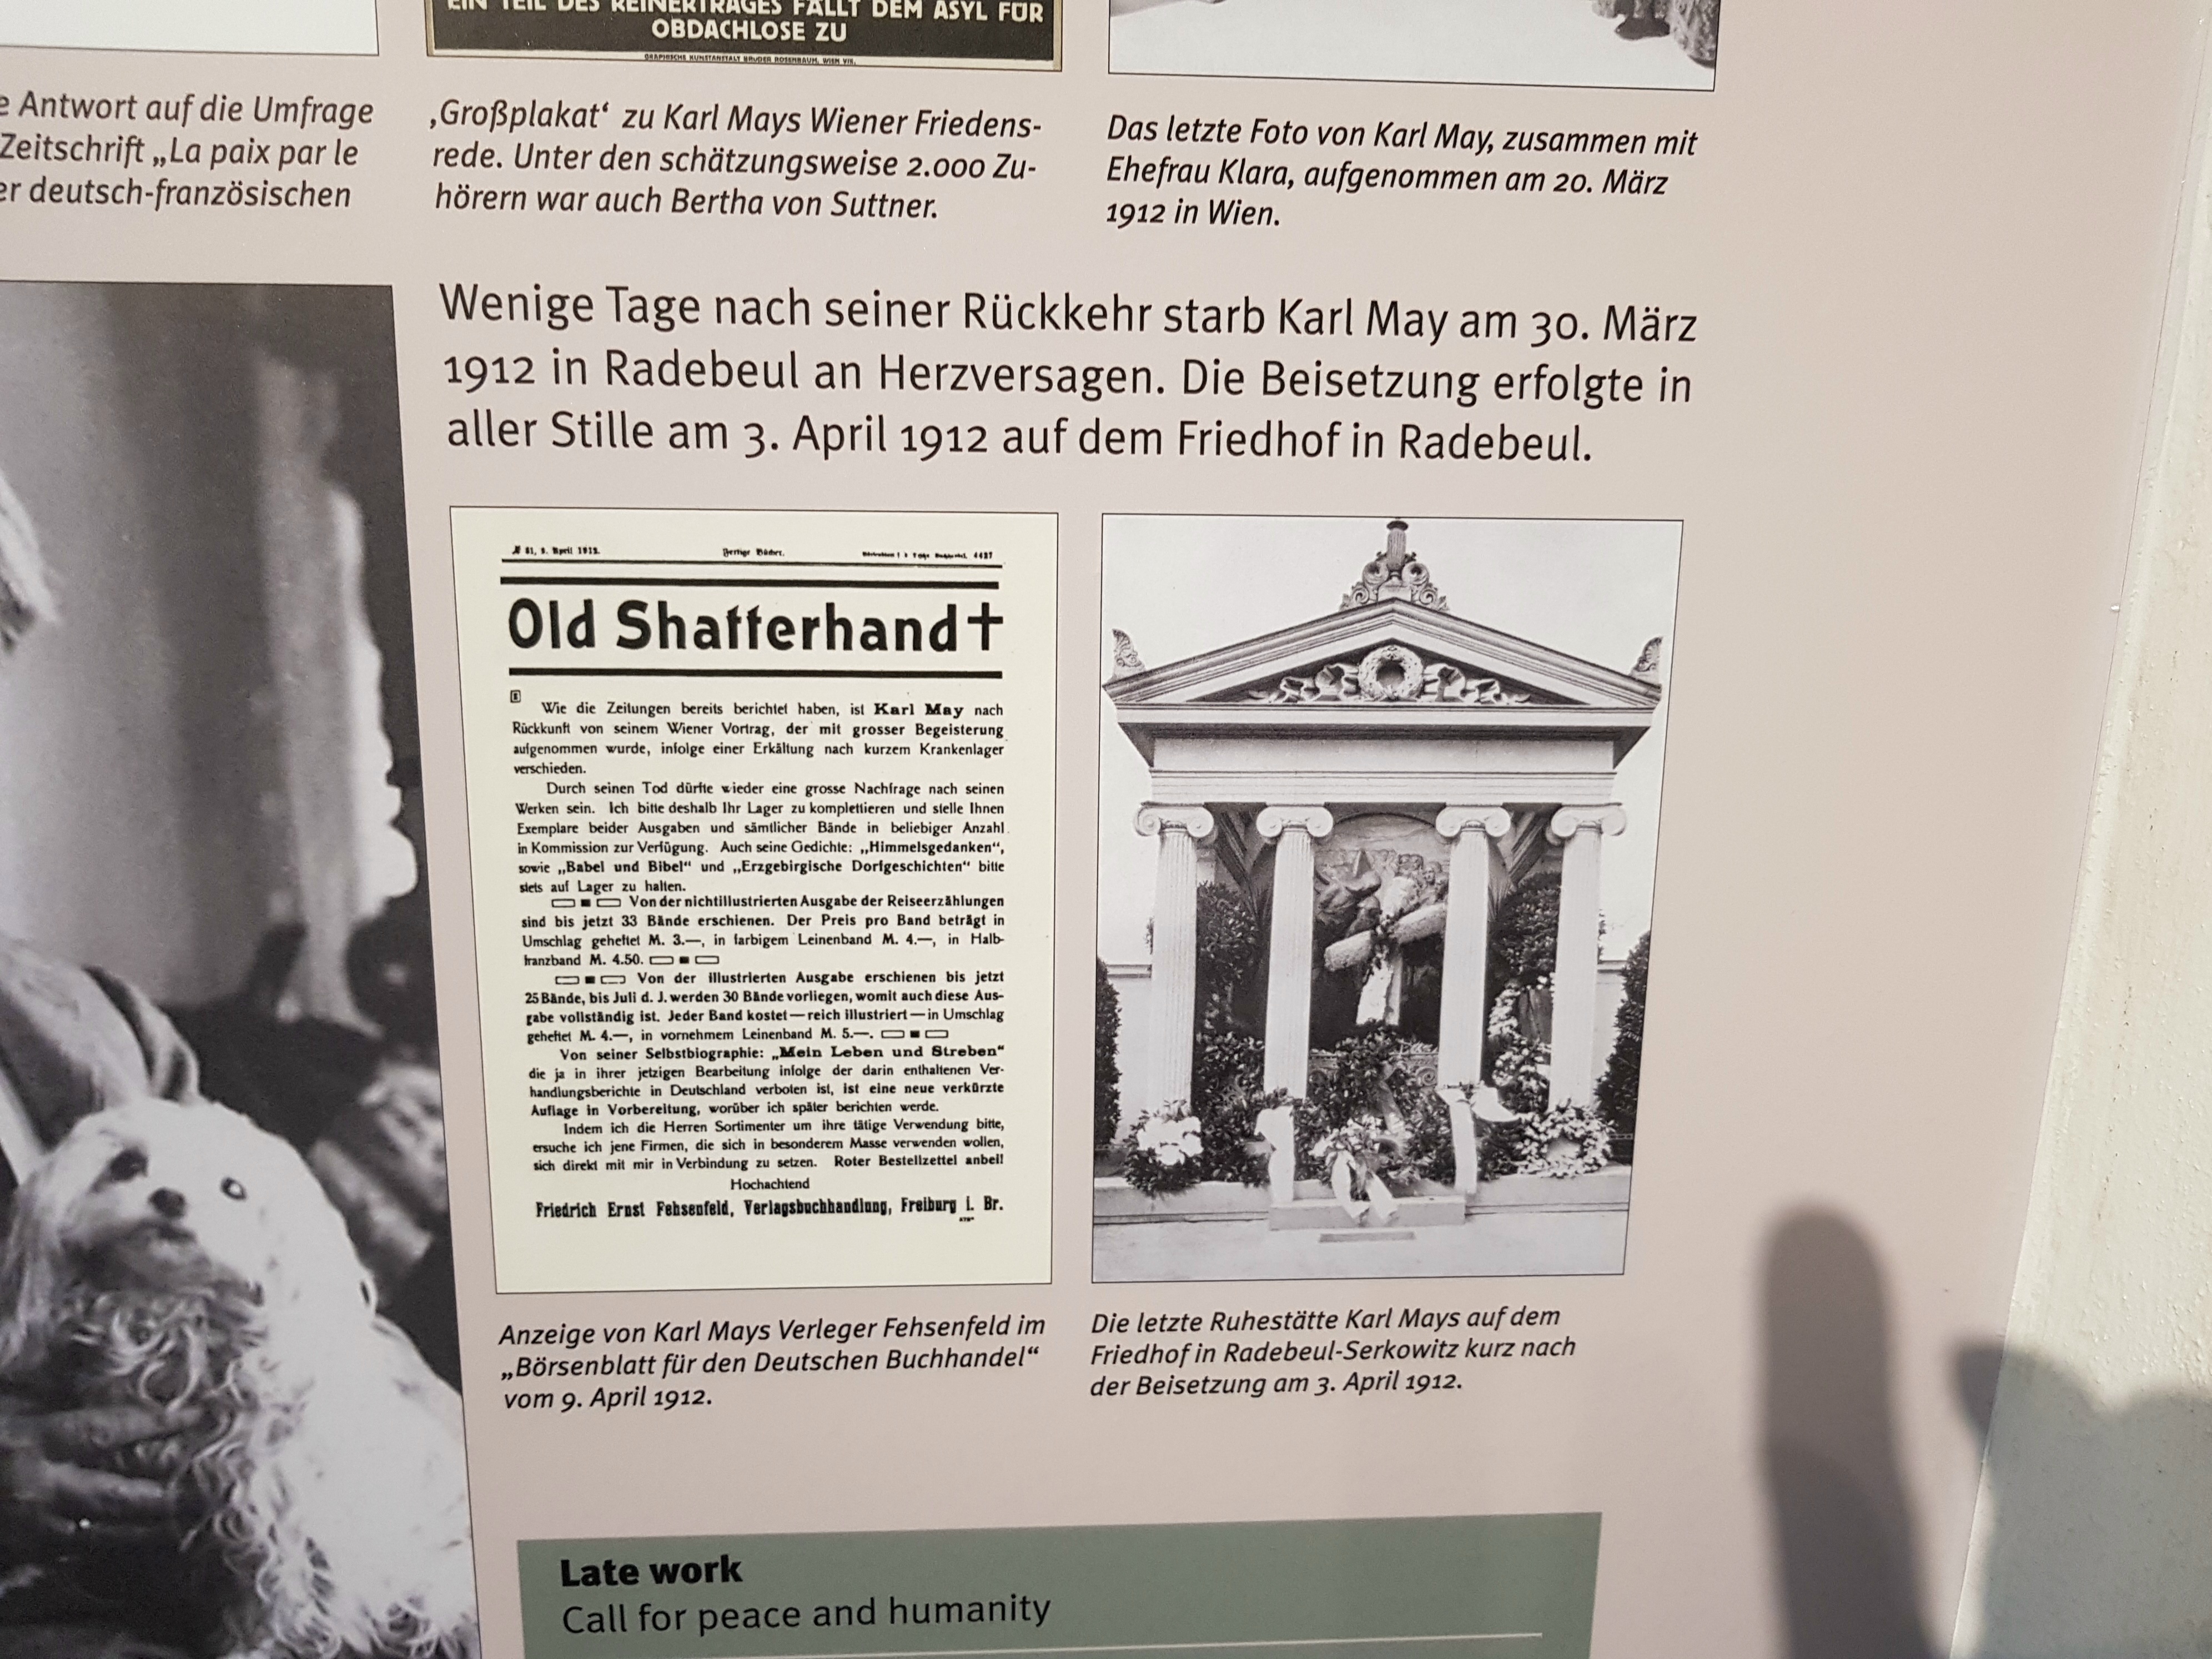 EIN TEIL DES REINERTRAGES FÄLLT DEM ASYL FÜR
OBDACHLOSE ZU
GRAPHISCHE KUNSTANSTALT BRÜDER ROSENBAUM, WIEN VII.
e Antwort auf die Umfrage
Zeitschrift „La paix par le
er deutsch-französischen
‚Großplakat‘ zu Karl Mays Wiener Friedens-
rede. Unter den schätzungsweise 2.000 Zu-
hörern war auch Bertha von Suttner.
Das letzte Foto von Karl May, zusammen mit
Ehefrau Klara, aufgenommen am 20. März
1912 in Wien.
Wenige Tage nach seiner Rückkehr starb Karl May am 30. März
1912 in Radebeul an Herzversagen. Die Beisetzung erfolgte in
aller Stille am 3. April 1912 auf dem Friedhof in Radebeul.
№ 81, 9. April 1912. Fertige Bücher. 4427
Old Shatterhand †
Wie die Zeitungen bereits berichtet haben, ist Karl May nach
Rückkunft von seinem Wiener Vortrag, der mit grosser Begeisterung
aufgenommen wurde, infolge einer Erkältung nach kurzem Krankenlager
verschieden.
Durch seinen Tod dürfte wieder eine grosse Nachfrage nach seinen
Werken sein. Ich bitte deshalb Ihr Lager zu komplettieren und stelle Ihnen
Exemplare beider Ausgaben und sämtlicher Bände in beliebiger Anzahl
in Kommission zur Verfügung. Auch seine Gedichte: „Himmelsgedanken“,
sowie „Babel und Bibel“ und „Erzgebirgische Dorfgeschichten“ bitte
stets auf Lager zu halten.
Von der nichtillustrierten Ausgabe der Reiseerzählungen
sind bis jetzt 33 Bände erschienen. Der Preis pro Band beträgt in
Umschlag geheftet M. 3.—, in farbigem Leinenband M. 4.—, in Halb-
franzband M. 4.50.
Von der illustrierten Ausgabe erschienen bis jetzt
25 Bände, bis Juli d. J. werden 30 Bände vorliegen, womit auch diese Aus-
gabe vollständig ist. Jeder Band kostet — reich illustriert — in Umschlag
geheftet M. 4.—, in vornehmem Leinenband M. 5.—.
Von seiner Selbstbiographie: „Mein Leben und Streben“
die ja in ihrer jetzigen Bearbeitung infolge der darin enthaltenen Ver-
handlungsberichte in Deutschland verboten ist, ist eine neue verkürzte
Auflage in Vorbereitung, worüber ich später berichten werde.
Indem ich die Herren Sortimenter um ihre tätige Verwendung bitte,
ersuche ich jene Firmen, die sich in besonderem Masse verwenden wollen,
sich direkt mit mir in Verbindung zu setzen. Roter Bestellzettel anbei!
Hochachtend
Friedrich Ernst Fehsenfeld, Verlagsbuchhandlung, Freiburg i. Br.
Anzeige von Karl Mays Verleger Fehsenfeld im
„Börsenblatt für den Deutschen Buchhandel“
vom 9. April 1912.
Die letzte Ruhestätte Karl Mays auf dem
Friedhof in Radebeul-Serkowitz kurz nach
der Beisetzung am 3. April 1912.
Late work
Call for peace and humanity